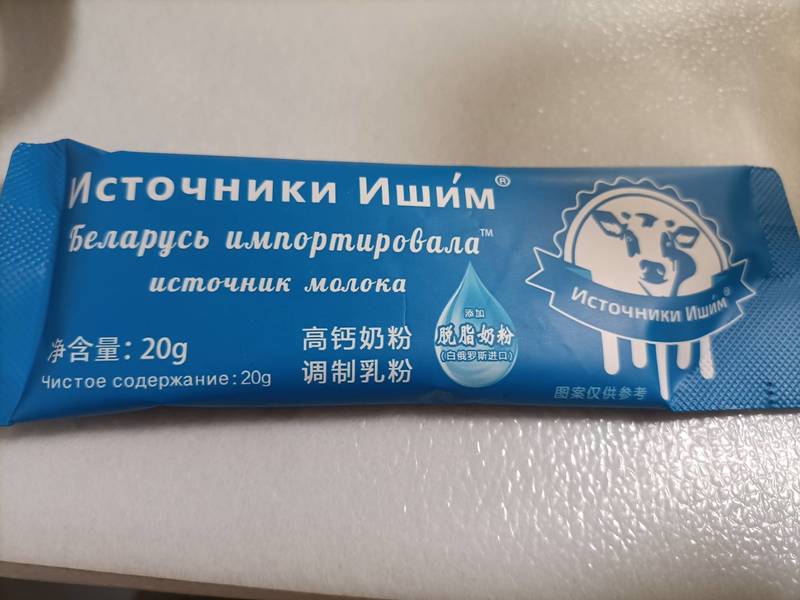 Источники Иши́м®
Беларусь импортировала™
источник молока
净含量：20g
Чистое содержание：20g
高钙奶粉
调制乳粉
添加
脱脂奶粉
（白俄罗斯进口）
Источники Иши́м®
图案仅供参考